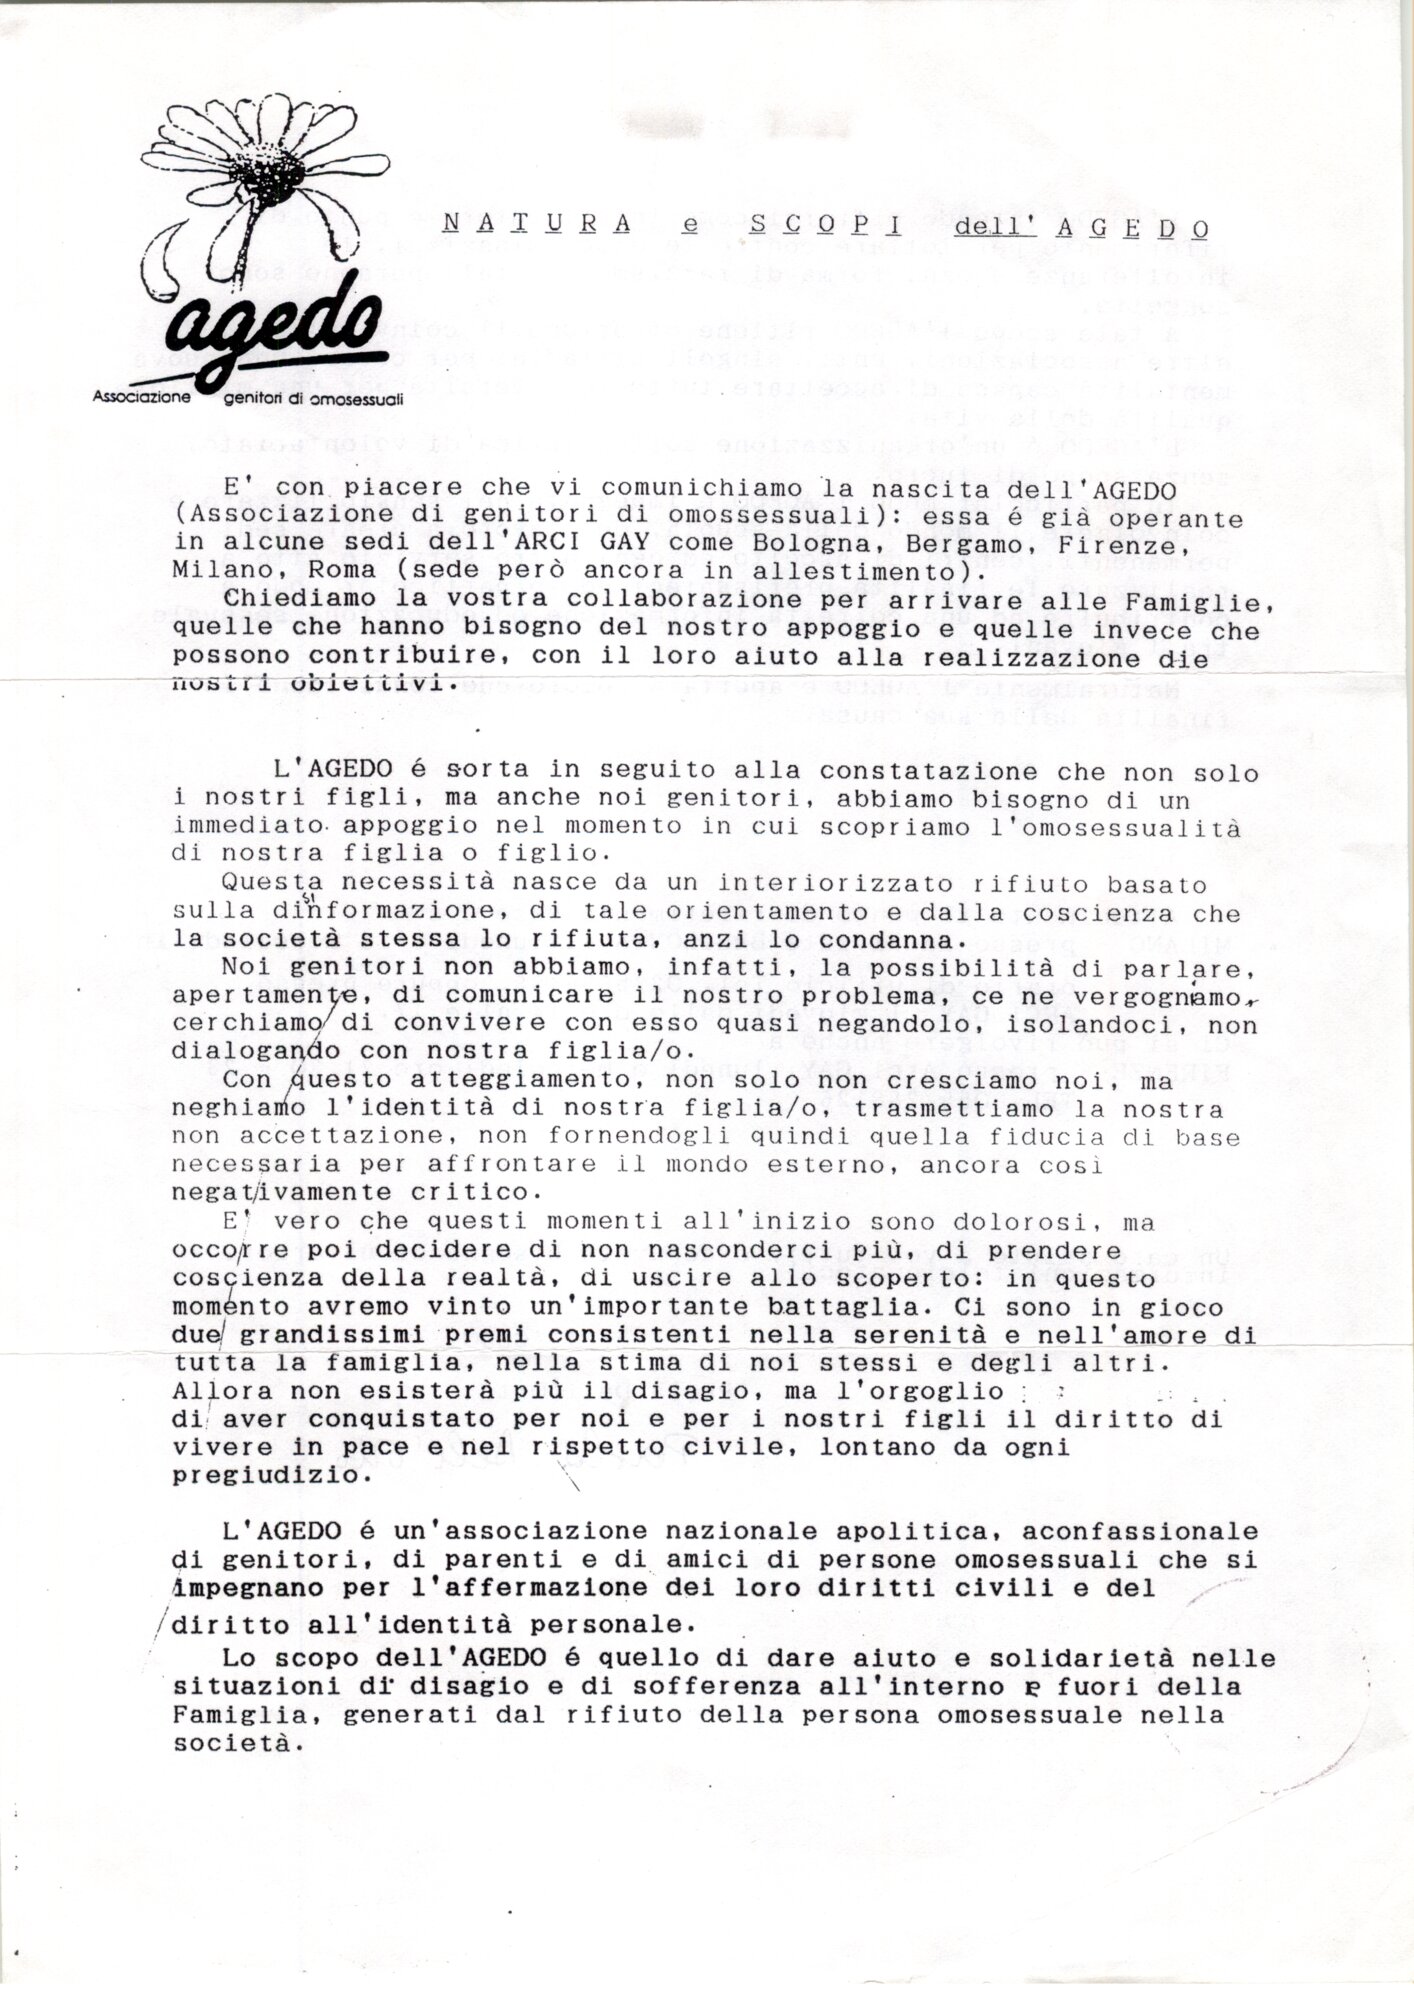 agedo
Associazione genitori di omosessuali
NATURA e SCOPI dell'AGEDO
E' con piacere che vi comunichiamo la nascita dell'AGEDO
(Associazione di genitori di omossessuali): essa é già operante
in alcune sedi dell'ARCI GAY come Bologna, Bergamo, Firenze,
Milano, Roma (sede però ancora in allestimento).
Chiediamo la vostra collaborazione per arrivare alle Famiglie,
quelle che hanno bisogno del nostro appoggio e quelle invece che
possono contribuire, con il loro aiuto alla realizzazione die
nostri obiettivi.
L'AGEDO é sorta in seguito alla constatazione che non solo
i nostri figli, ma anche noi genitori, abbiamo bisogno di un
immediato appoggio nel momento in cui scopriamo l'omosessualità
di nostra figlia o figlio.
Questa necessità nasce da un interiorizzato rifiuto basato
sulla disinformazione, di tale orientamento e dalla coscienza che
la società stessa lo rifiuta, anzi lo condanna.
Noi genitori non abbiamo, infatti, la possibilità di parlare,
apertamente, di comunicare il nostro problema, ce ne vergogniamo,
cerchiamo di convivere con esso quasi negandolo, isolandoci, non
dialogando con nostra figlia/o.
Con questo atteggiamento, non solo non cresciamo noi, ma
neghiamo l'identità di nostra figlia/o, trasmettiamo la nostra
non accettazione, non fornendogli quindi quella fiducia di base
necessaria per affrontare il mondo esterno, ancora così
negativamente critico.
E' vero che questi momenti all'inizio sono dolorosi, ma
occorre poi decidere di non nasconderci più, di prendere
coscienza della realtà, di uscire allo scoperto: in questo
momento avremo vinto un'importante battaglia. Ci sono in gioco
due grandissimi premi consistenti nella serenità e nell'amore di
tutta la famiglia, nella stima di noi stessi e degli altri.
Allora non esisterà più il disagio, ma l'orgoglio
di aver conquistato per noi e per i nostri figli il diritto di
vivere in pace e nel rispetto civile, lontano da ogni
pregiudizio.
L'AGEDO é un'associazione nazionale apolitica, aconfassionale
di genitori, di parenti e di amici di persone omosessuali che si
impegnano per l'affermazione dei loro diritti civili e del
diritto all'identità personale.
Lo scopo dell'AGEDO é quello di dare aiuto e solidarietà nelle
situazioni di disagio e di sofferenza all'interno e fuori della
Famiglia, generati dal rifiuto della persona omosessuale nella
società.